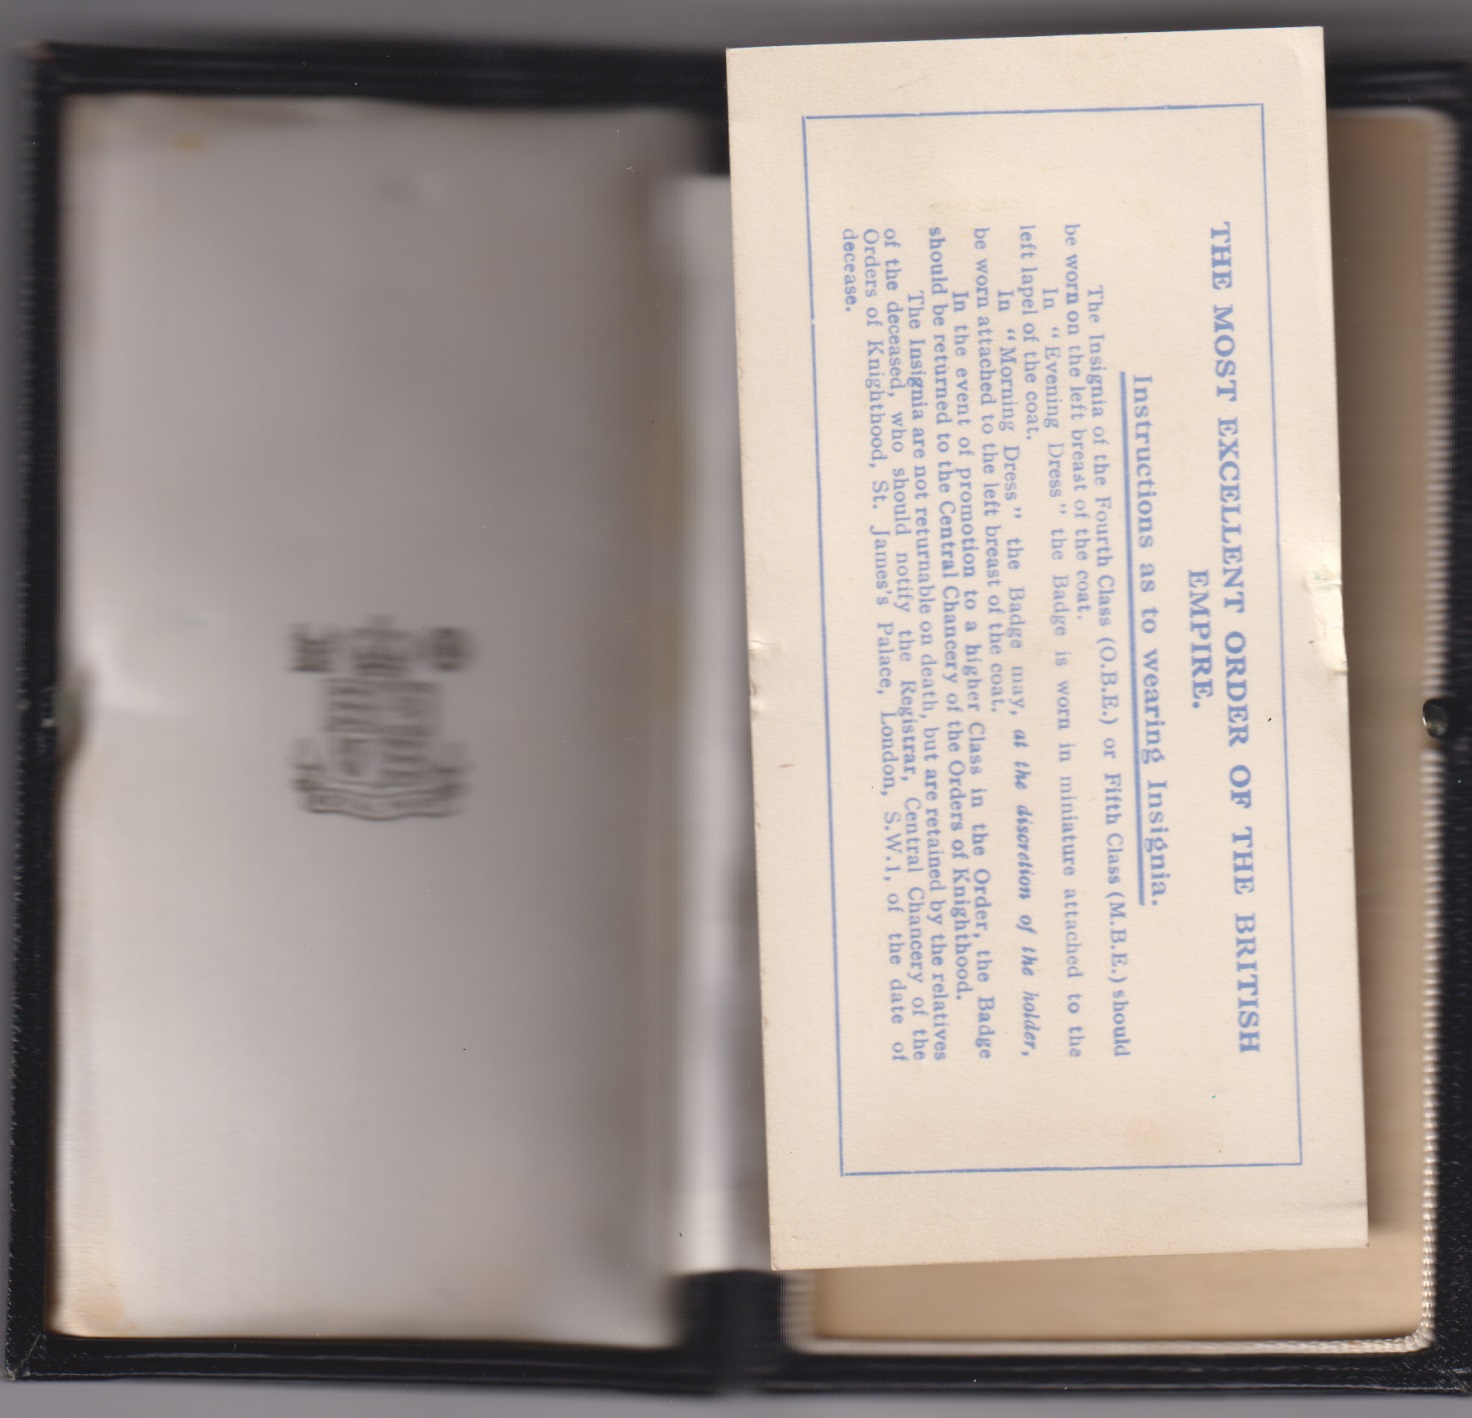 THE MOST EXCELLENT ORDER OF THE BRITISH
EMPIRE.
Instructions as to wearing Insignia.
The Insignia of the Fourth Class (O.B.E.) or Fifth Class (M.B.E.) should
be worn on the left breast of the coat.
In “Evening Dress” the Badge is worn in miniature attached to the
left lapel of the coat.
In “Morning Dress” the Badge may, at the discretion of the holder,
be worn attached to the left breast of the coat.
In the event of promotion to a higher Class in the Order, the Badge
should be returned to the Central Chancery of the Orders of Knighthood.
The Insignia are not returnable on death, but are retained by the relatives
of the deceased, who should notify the Registrar, Central Chancery of the
Orders of Knighthood, St. James's Palace, London, S.W.1, of the date of
decease.